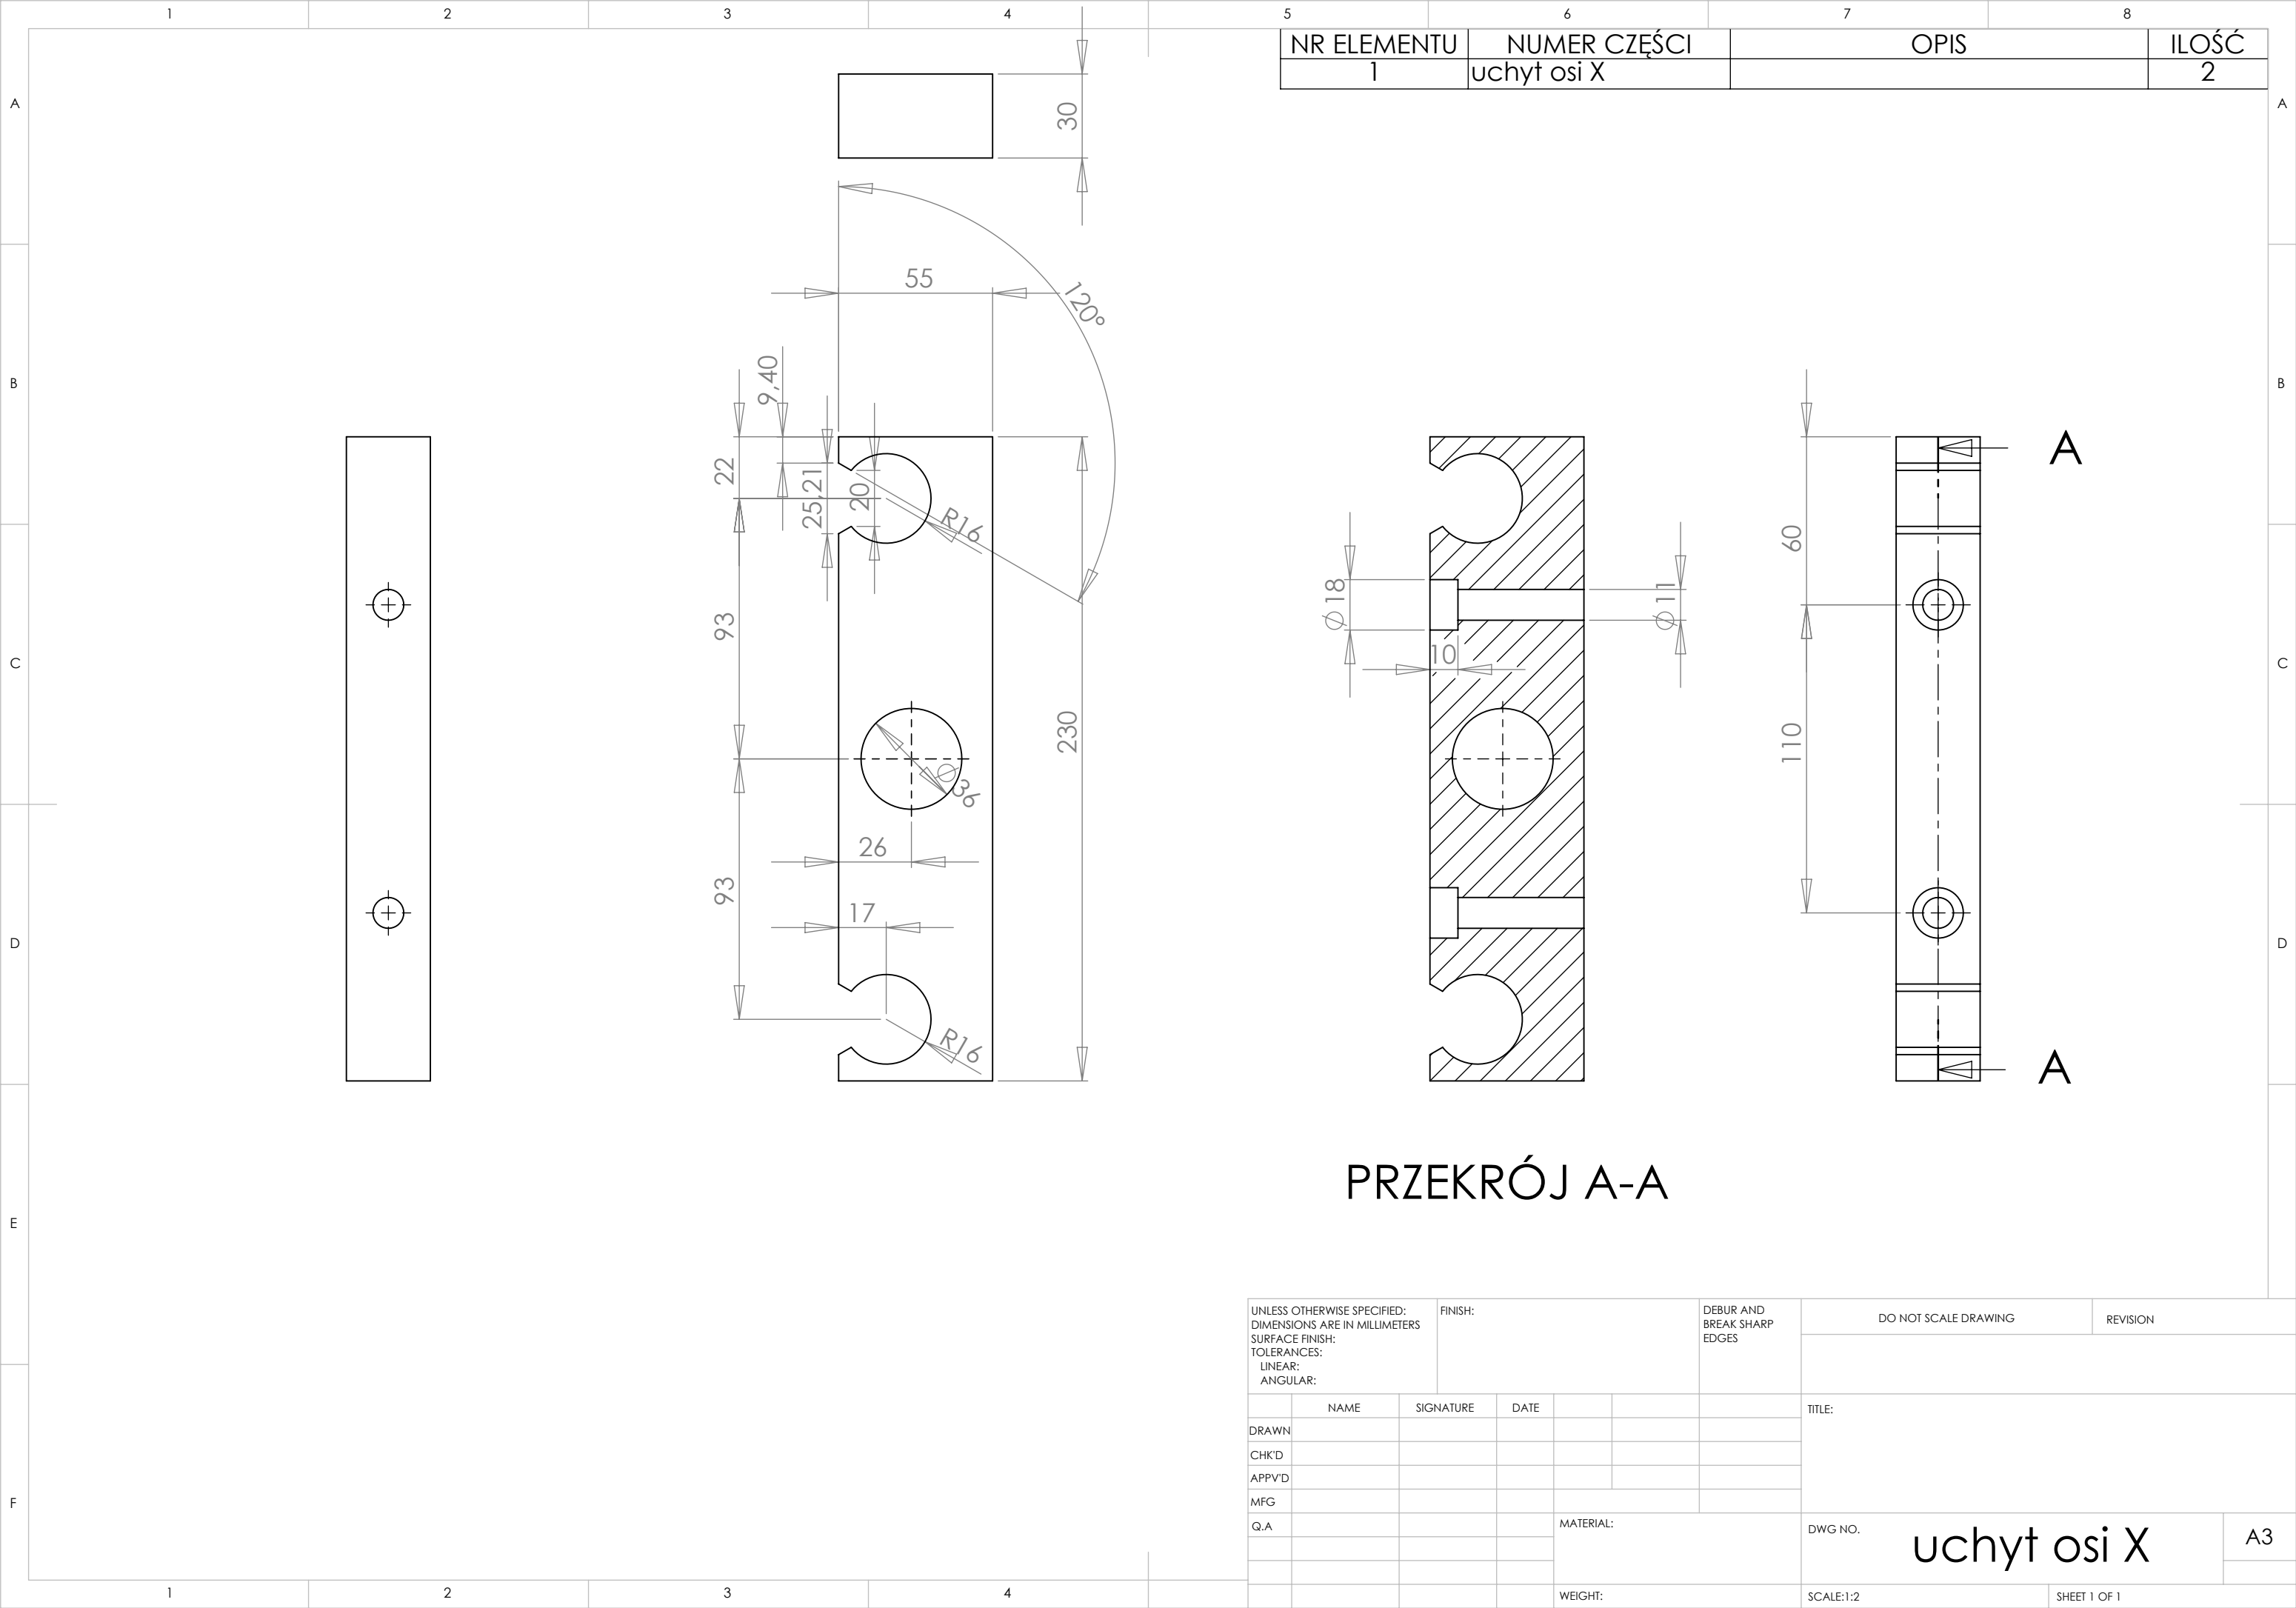 1 2 3 4 5 6 7 8
NR ELEMENTU NUMER CZĘŚCI OPIS ILOŚĆ
1 uchyt osi X 2
A A
30
120°
55
B B
9,40
22
25,21
20
R16
93
C C
230
Ø36
26
93
17
R16
D D
Ø18
Ø11
10
60
110
A
A
PRZEKRÓJ A-A
E
F
UNLESS OTHERWISE SPECIFIED:
DIMENSIONS ARE IN MILLIMETERS
SURFACE FINISH:
TOLERANCES:
LINEAR:
ANGULAR:
FINISH:
DEBUR AND
BREAK SHARP
EDGES
DO NOT SCALE DRAWING
REVISION
NAME SIGNATURE DATE
DRAWN
CHK'D
APPV'D
MFG
Q.A
TITLE:
MATERIAL:
DWG NO.
uchyt osi X
A3
WEIGHT:
SCALE:1:2
SHEET 1 OF 1
1 2 3 4